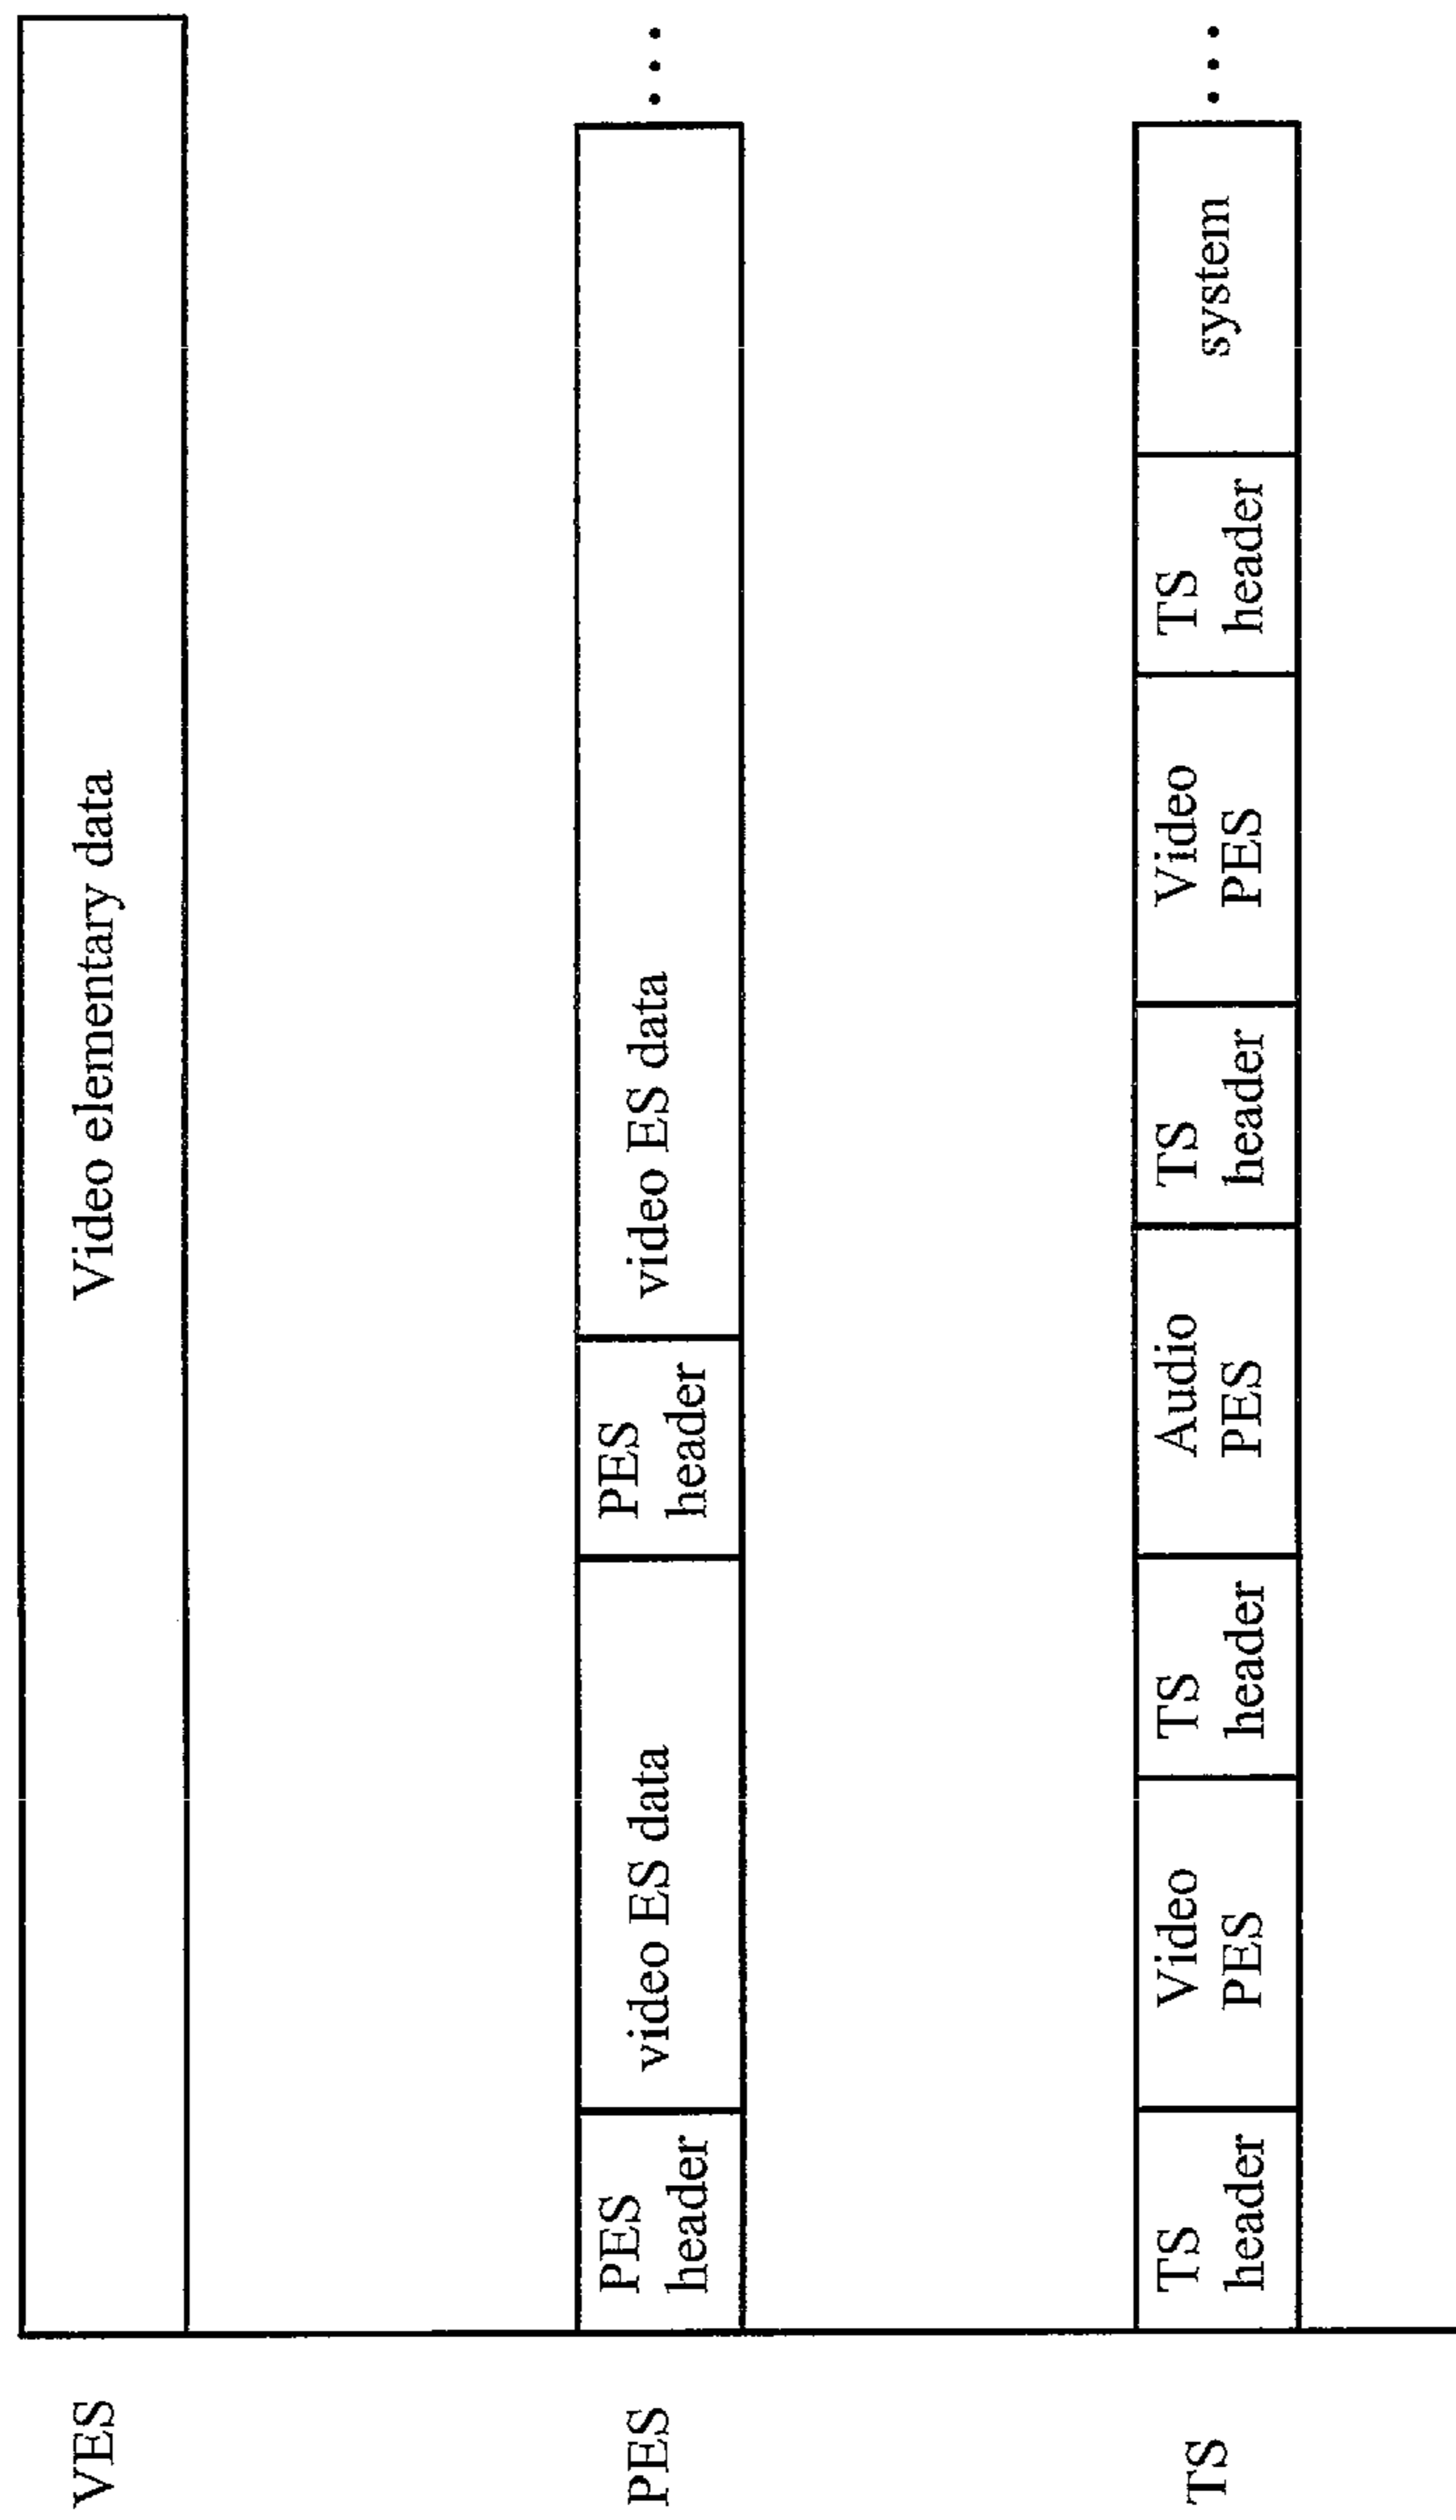 VES
Video elementary data
PES
PES
header
video ES data
PES
header
video ES data
...
TS
TS
header
Video
PES
TS
header
Audio
PES
TS
header
Video
PES
TS
header
system
...